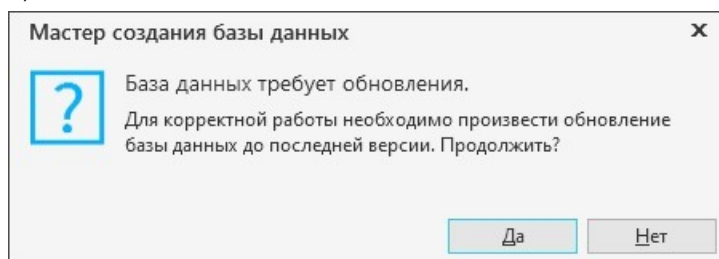 Мастер создания базы данных
База данных требует обновления.
Для корректной работы необходимо произвести обновление
базы данных до последней версии. Продолжить?
Да
Нет